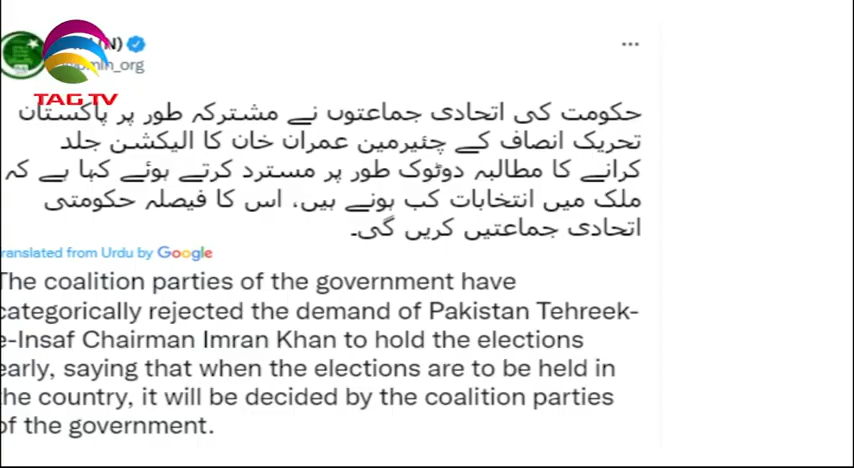 (N)
min_org
TAG TV
حکومت کی اتحادی جماعتوں نے مشترکہ طور پر پاکستان
تحریک انصاف کے چئیرمین عمران خان کا الیکشن جلد
کرانے کا مطالبہ دوٹوک طور پر مسترد کرتے ہوئے کہا ہے کہ
ملک میں انتخابات کب ہونے ہیں، اس کا فیصلہ حکومتی
اتحادی جماعتیں کریں گی۔
ranslated from Urdu by Google
The coalition parties of the government have
categorically rejected the demand of Pakistan Tehreek-
e-Insaf Chairman Imran Khan to hold the elections
early, saying that when the elections are to be held in
the country, it will be decided by the coalition parties
of the government.